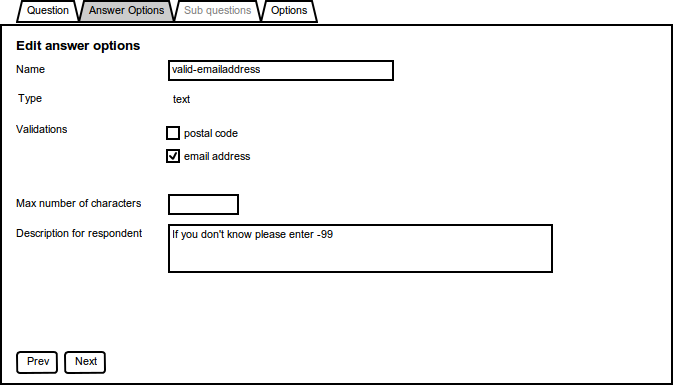 Question Answer Options Sub questions Options
Edit answer options
Name valid-emailaddress
Type text
Validations postal code
email address
Max number of characters
Description for respondent If you don't know please enter -99
Prev Next